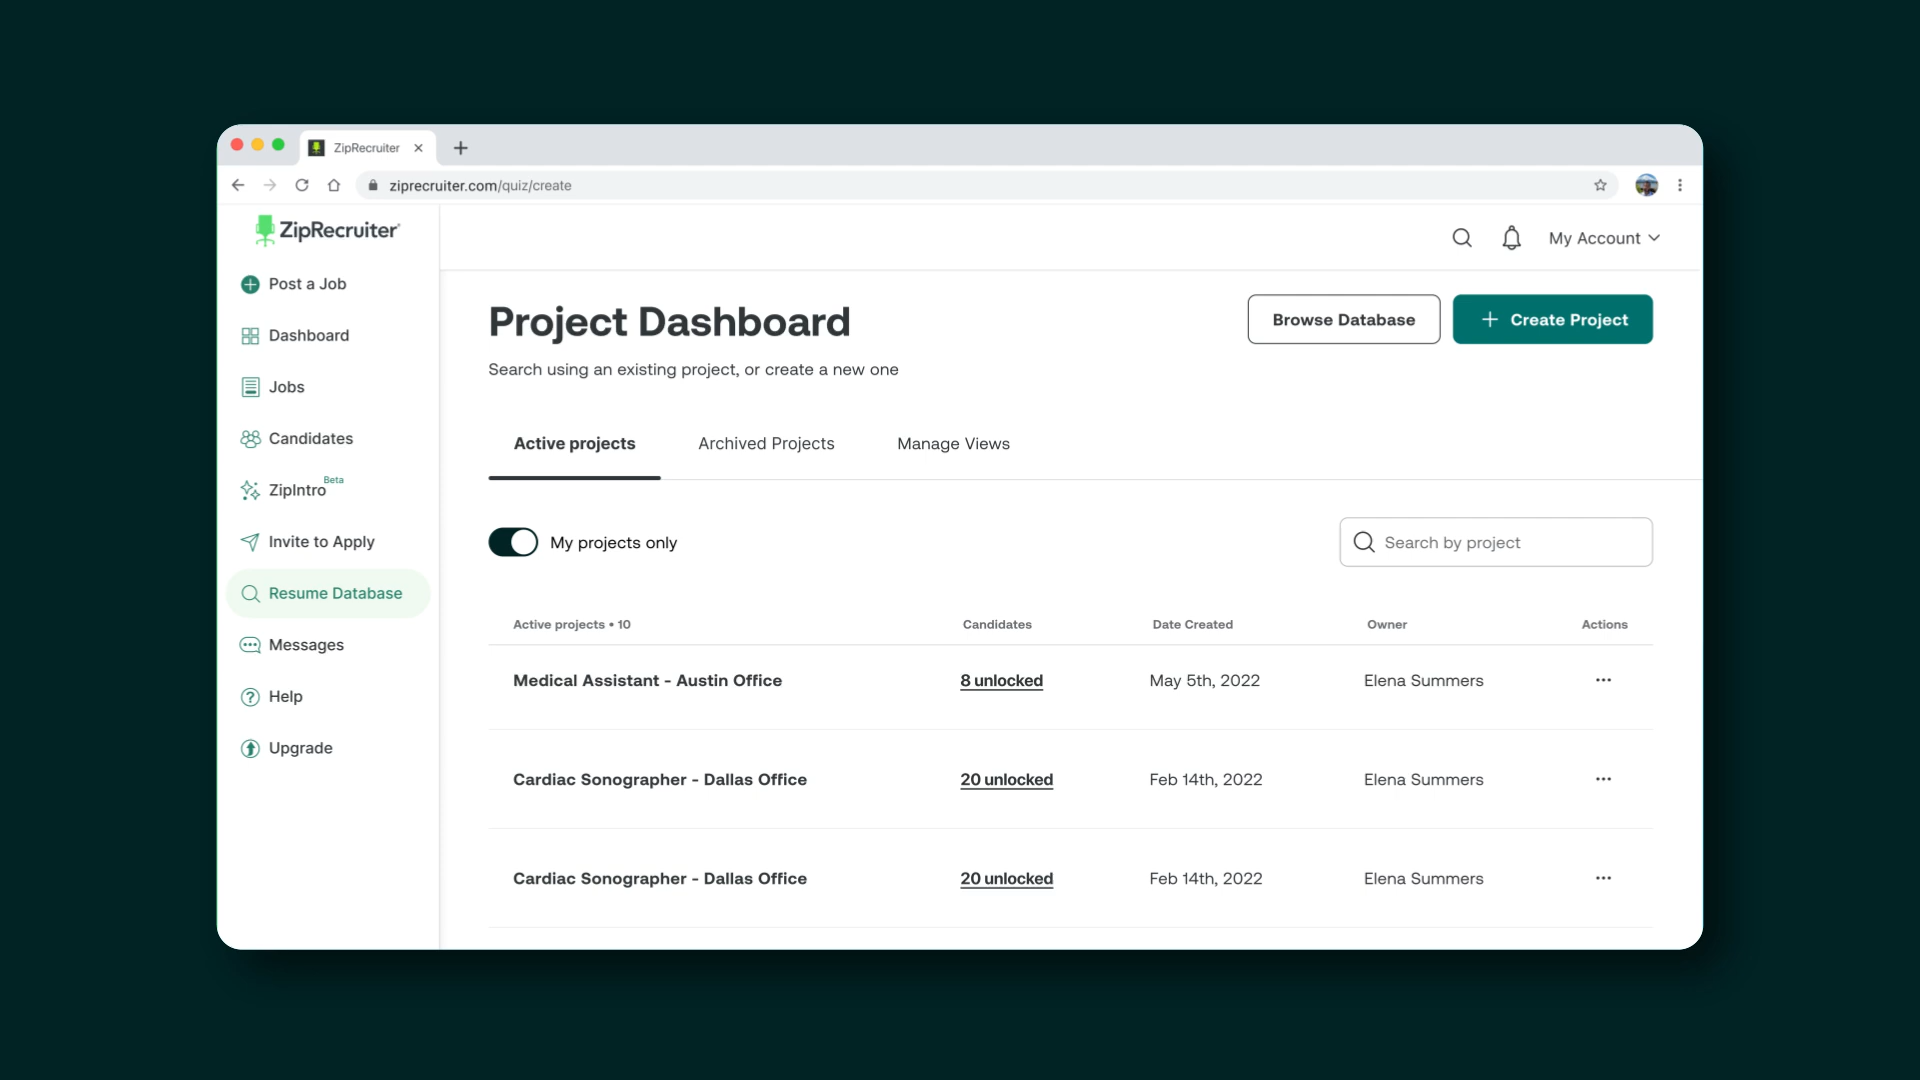 ZipRecruiter
ziprecruiter.com/quiz/create
ZipRecruiter
My Account
Post a Job
Dashboard
Jobs
Candidates
ZipIntro Beta
Invite to Apply
Resume Database
Messages
Help
Upgrade
Project Dashboard
Browse Database
+ Create Project
Search using an existing project, or create a new one
Active projects Archived Projects Manage Views
My projects only
Search by project
Active projects • 10 Candidates Date Created Owner Actions
Medical Assistant - Austin Office 8 unlocked May 5th, 2022 Elena Summers
Cardiac Sonographer - Dallas Office 20 unlocked Feb 14th, 2022 Elena Summers
Cardiac Sonographer - Dallas Office 20 unlocked Feb 14th, 2022 Elena Summers